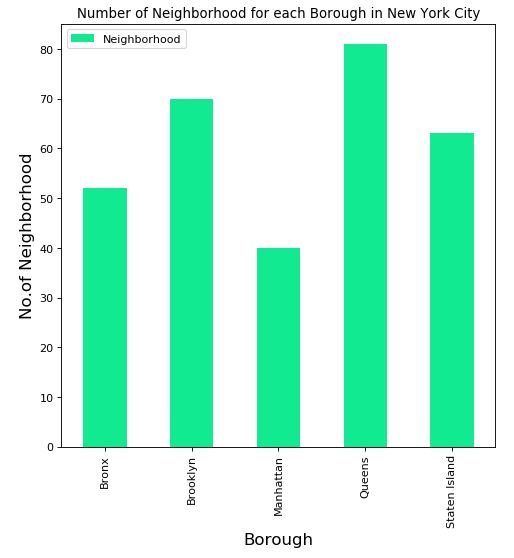 Number of Neighborhood for each Borough in New York City
Neighborhood
80
70
60
50
40
30
20
10
0
No.of Neighborhood
Bronx
Brooklyn
Manhattan
Queens
Staten Island
Borough